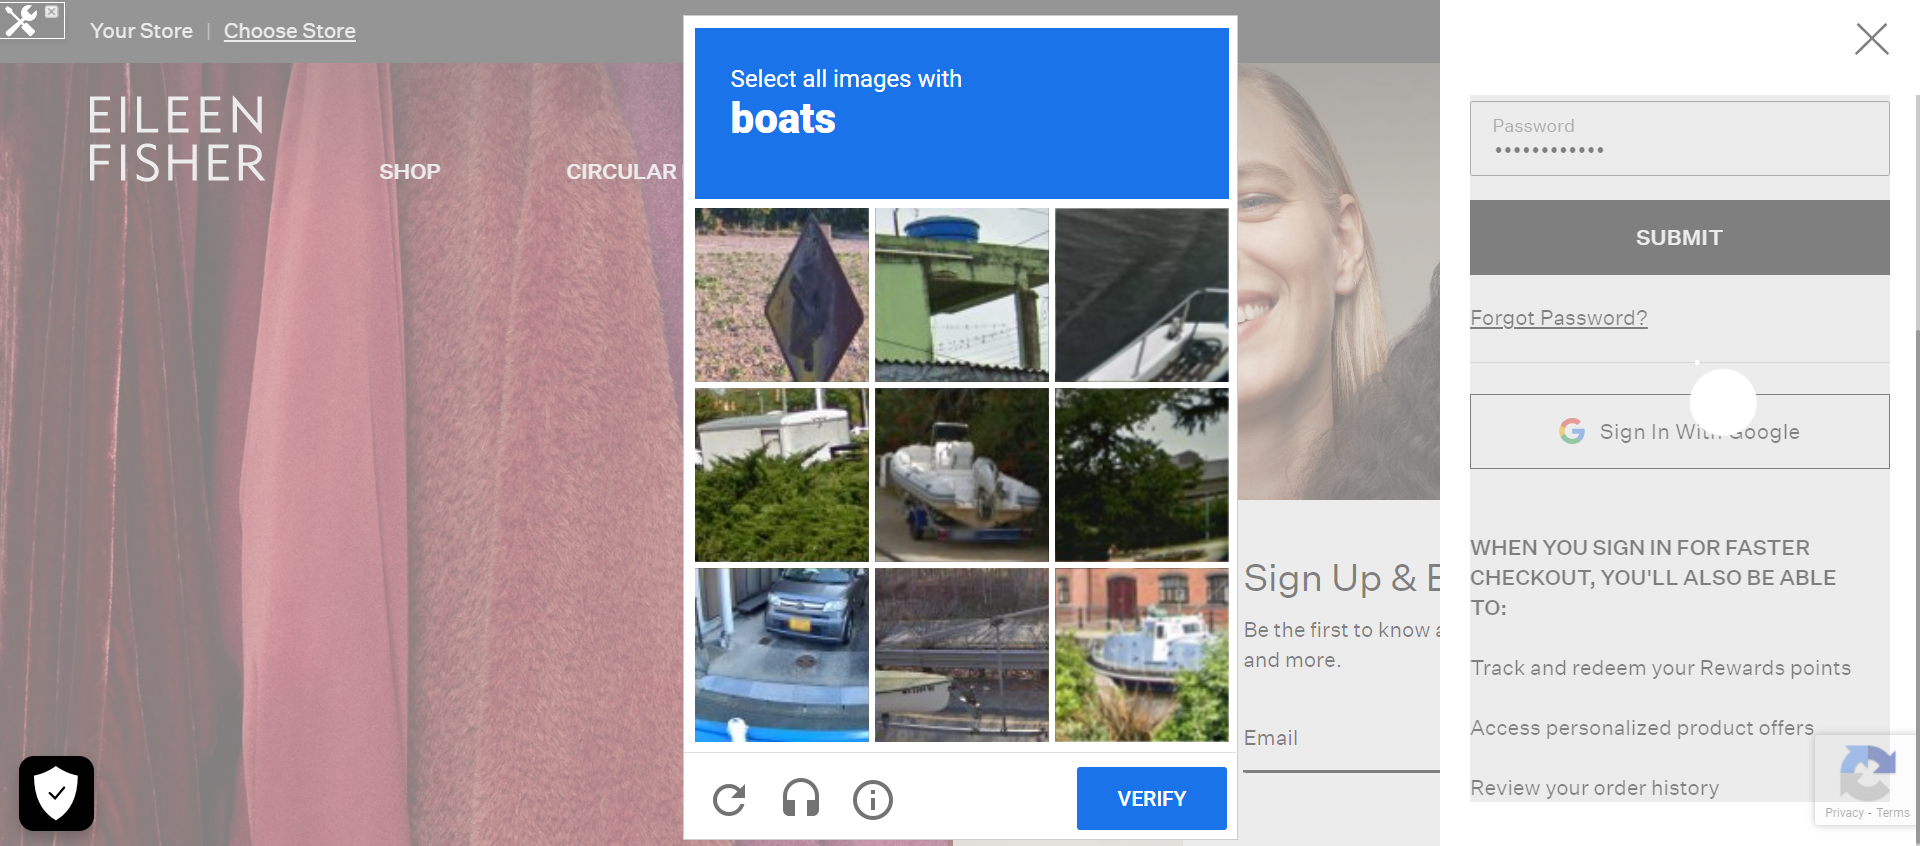 Your Store | Choose Store
EILEEN
FISHER
SHOP
CIRCULAR
Select all images with
boats
VERIFY
Password
••••••••••••
SUBMIT
Forgot Password?
Sign In With Google
WHEN YOU SIGN IN FOR FASTER
CHECKOUT, YOU'LL ALSO BE ABLE
TO:
Track and redeem your Rewards points
Access personalized product offers
Review your order history
Sign Up & E
Be the first to know a
and more.
Email
Privacy - Terms